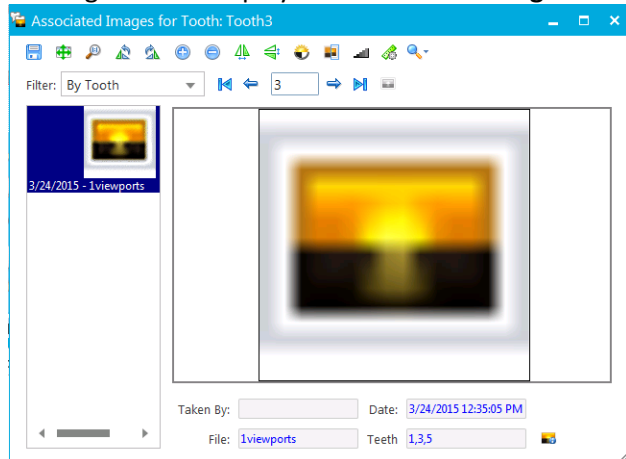 Associated Images for Tooth: Tooth3
Filter: By Tooth 3
3/24/2015 - 1viewports
Taken By: Date: 3/24/2015 12:35:05 PM
File: 1viewports Teeth 1,3,5